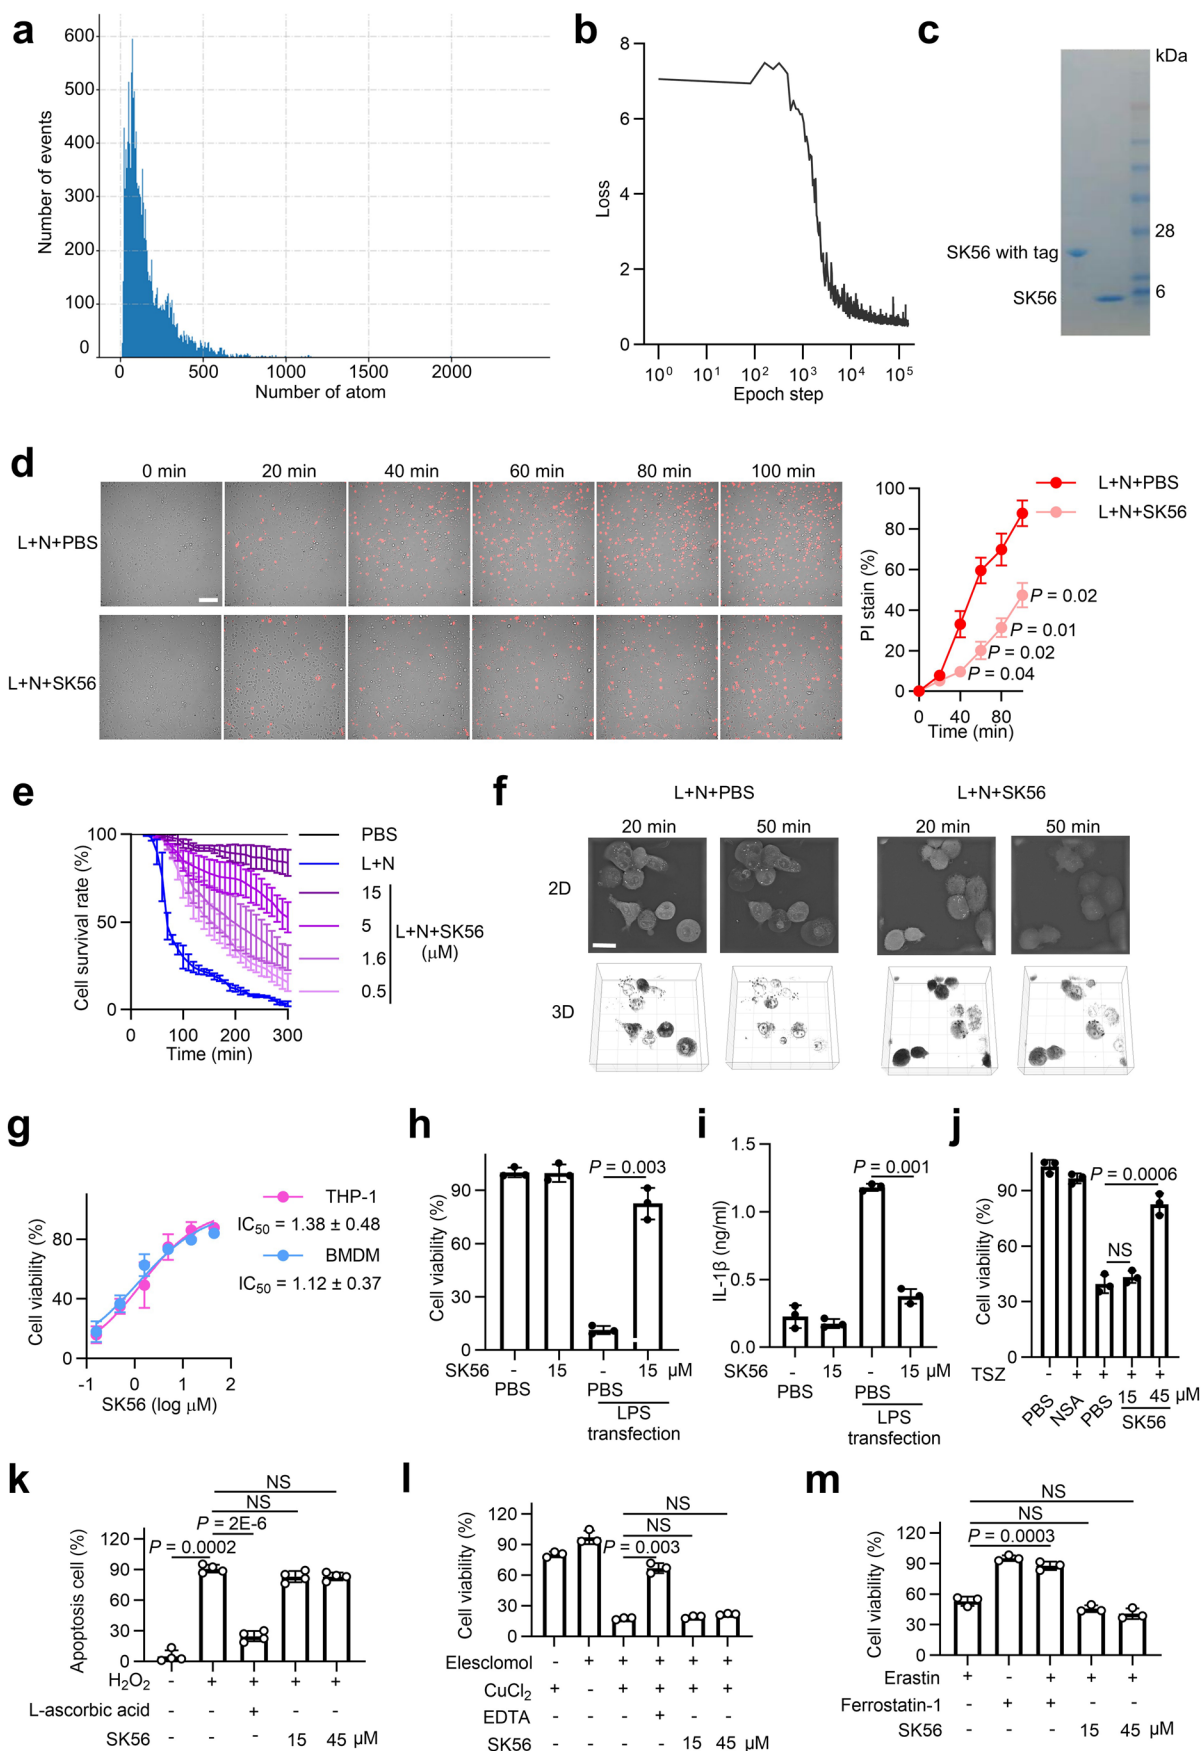 a
600
500
400
300
200
100
0
Number of events
0 500 1000 1500 2000
Number of atom
b
8
6
4
2
0
Loss
10⁰ 10¹ 10² 10³ 10⁴ 10⁵
Epoch step
c
kDa
28
6
SK56 with tag
SK56
d
0 min 20 min 40 min 60 min 80 min 100 min
L+N+PBS
L+N+SK56
100
80
60
40
20
0
PI stain (%)
0 40 80
Time (min)
L+N+PBS
L+N+SK56
P = 0.02
P = 0.01
P = 0.02
P = 0.04
e
100
50
0
Cell survival rate (%)
0 100 200 300
Time (min)
PBS
L+N
15
5
1.6
0.5
L+N+SK56
(μM)
f
L+N+PBS L+N+SK56
20 min 50 min 20 min 50 min
2D
3D
g
80
40
0
Cell viability (%)
-1 0 1 2
SK56 (log μM)
THP-1
IC₅₀ = 1.38 ± 0.48
BMDM
IC₅₀ = 1.12 ± 0.37
h
90
60
30
0
Cell viability (%)
P = 0.003
SK56 - 15 - 15 μM
PBS PBS
LPS
transfection
i
1.5
1.0
0.5
0.0
IL-1β (ng/ml)
P = 0.001
SK56 - 15 - 15 μM
PBS PBS
LPS
transfection
j
90
60
30
0
Cell viability (%)
P = 0.0006
NS
TSZ - + + + +
PBS NSA PBS 15 45 μM
SK56
k
120
90
60
30
0
Apoptosis cell (%)
NS
NS
P = 2E-6
P = 0.0002
H₂O₂ - + + + +
L-ascorbic acid - - + - -
SK56 - - - 15 45 μM
l
120
90
60
30
0
Cell viability (%)
NS
NS
P = 0.003
Elesclomol - + + + + +
CuCl₂ + - + + + +
EDTA - - - + - -
SK56 - - - - 15 45 μM
m
120
90
60
30
0
Cell viability (%)
NS
NS
P = 0.0003
Erastin + - + + +
Ferrostatin-1 - + + - -
SK56 - - - 15 45 μM